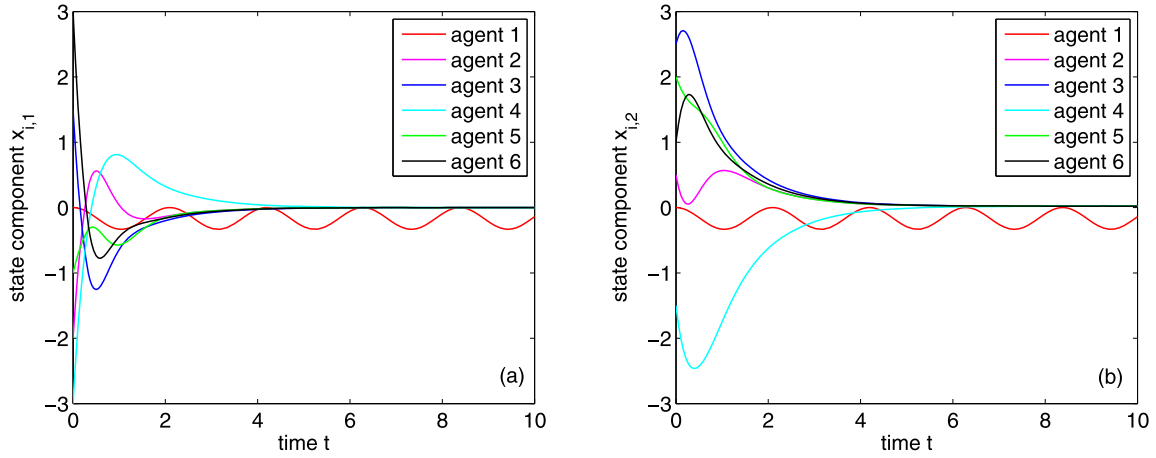 3
2
1
0
−1
−2
−3
state component x_{i,1}
agent 1
agent 2
agent 3
agent 4
agent 5
agent 6
(a)
0 2 4 6 8 10
time t
3
2
1
0
−1
−2
−3
state component x_{i,2}
agent 1
agent 2
agent 3
agent 4
agent 5
agent 6
(b)
0 2 4 6 8 10
time t